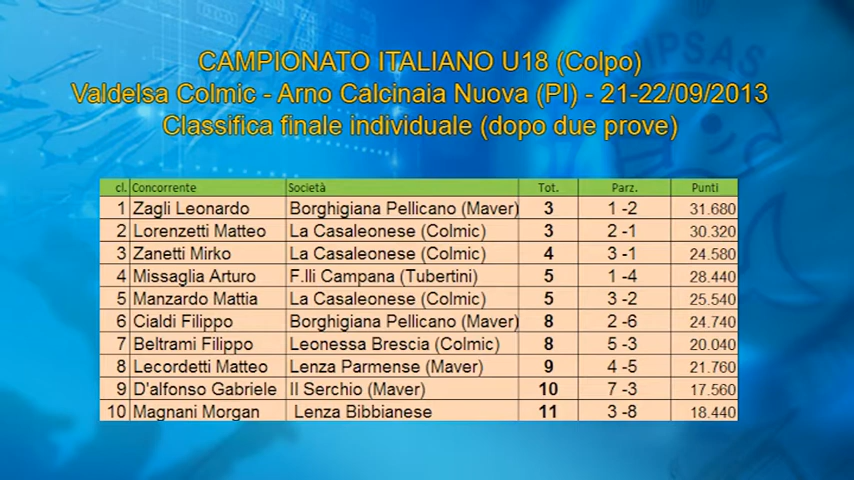 FIPSAS
CAMPIONATO ITALIANO U18 (Colpo)
Valdelsa Colmic - Arno Calcinaia Nuova (PI) - 21-22/09/2013
Classifica finale individuale (dopo due prove)
cl. Concorrente Società Tot. Parz. Punti
1 Zagli Leonardo Borghigiana Pellicano (Maver) 3 1 -2 31.680
2 Lorenzetti Matteo La Casaleonese (Colmic) 3 2 -1 30.320
3 Zanetti Mirko La Casaleonese (Colmic) 4 3 -1 24.580
4 Missaglia Arturo F.lli Campana (Tubertini) 5 1 -4 28.440
5 Manzardo Mattia La Casaleonese (Colmic) 5 3 -2 25.540
6 Cialdi Filippo Borghigiana Pellicano (Maver) 8 2 -6 24.740
7 Beltrami Filippo Leonessa Brescia (Colmic) 8 5 -3 20.040
8 Lecordetti Matteo Lenza Parmense (Maver) 9 4 -5 21.760
9 D'alfonso Gabriele Il Serchio (Maver) 10 7 -3 17.560
10 Magnani Morgan Lenza Bibbianese 11 3 -8 18.440